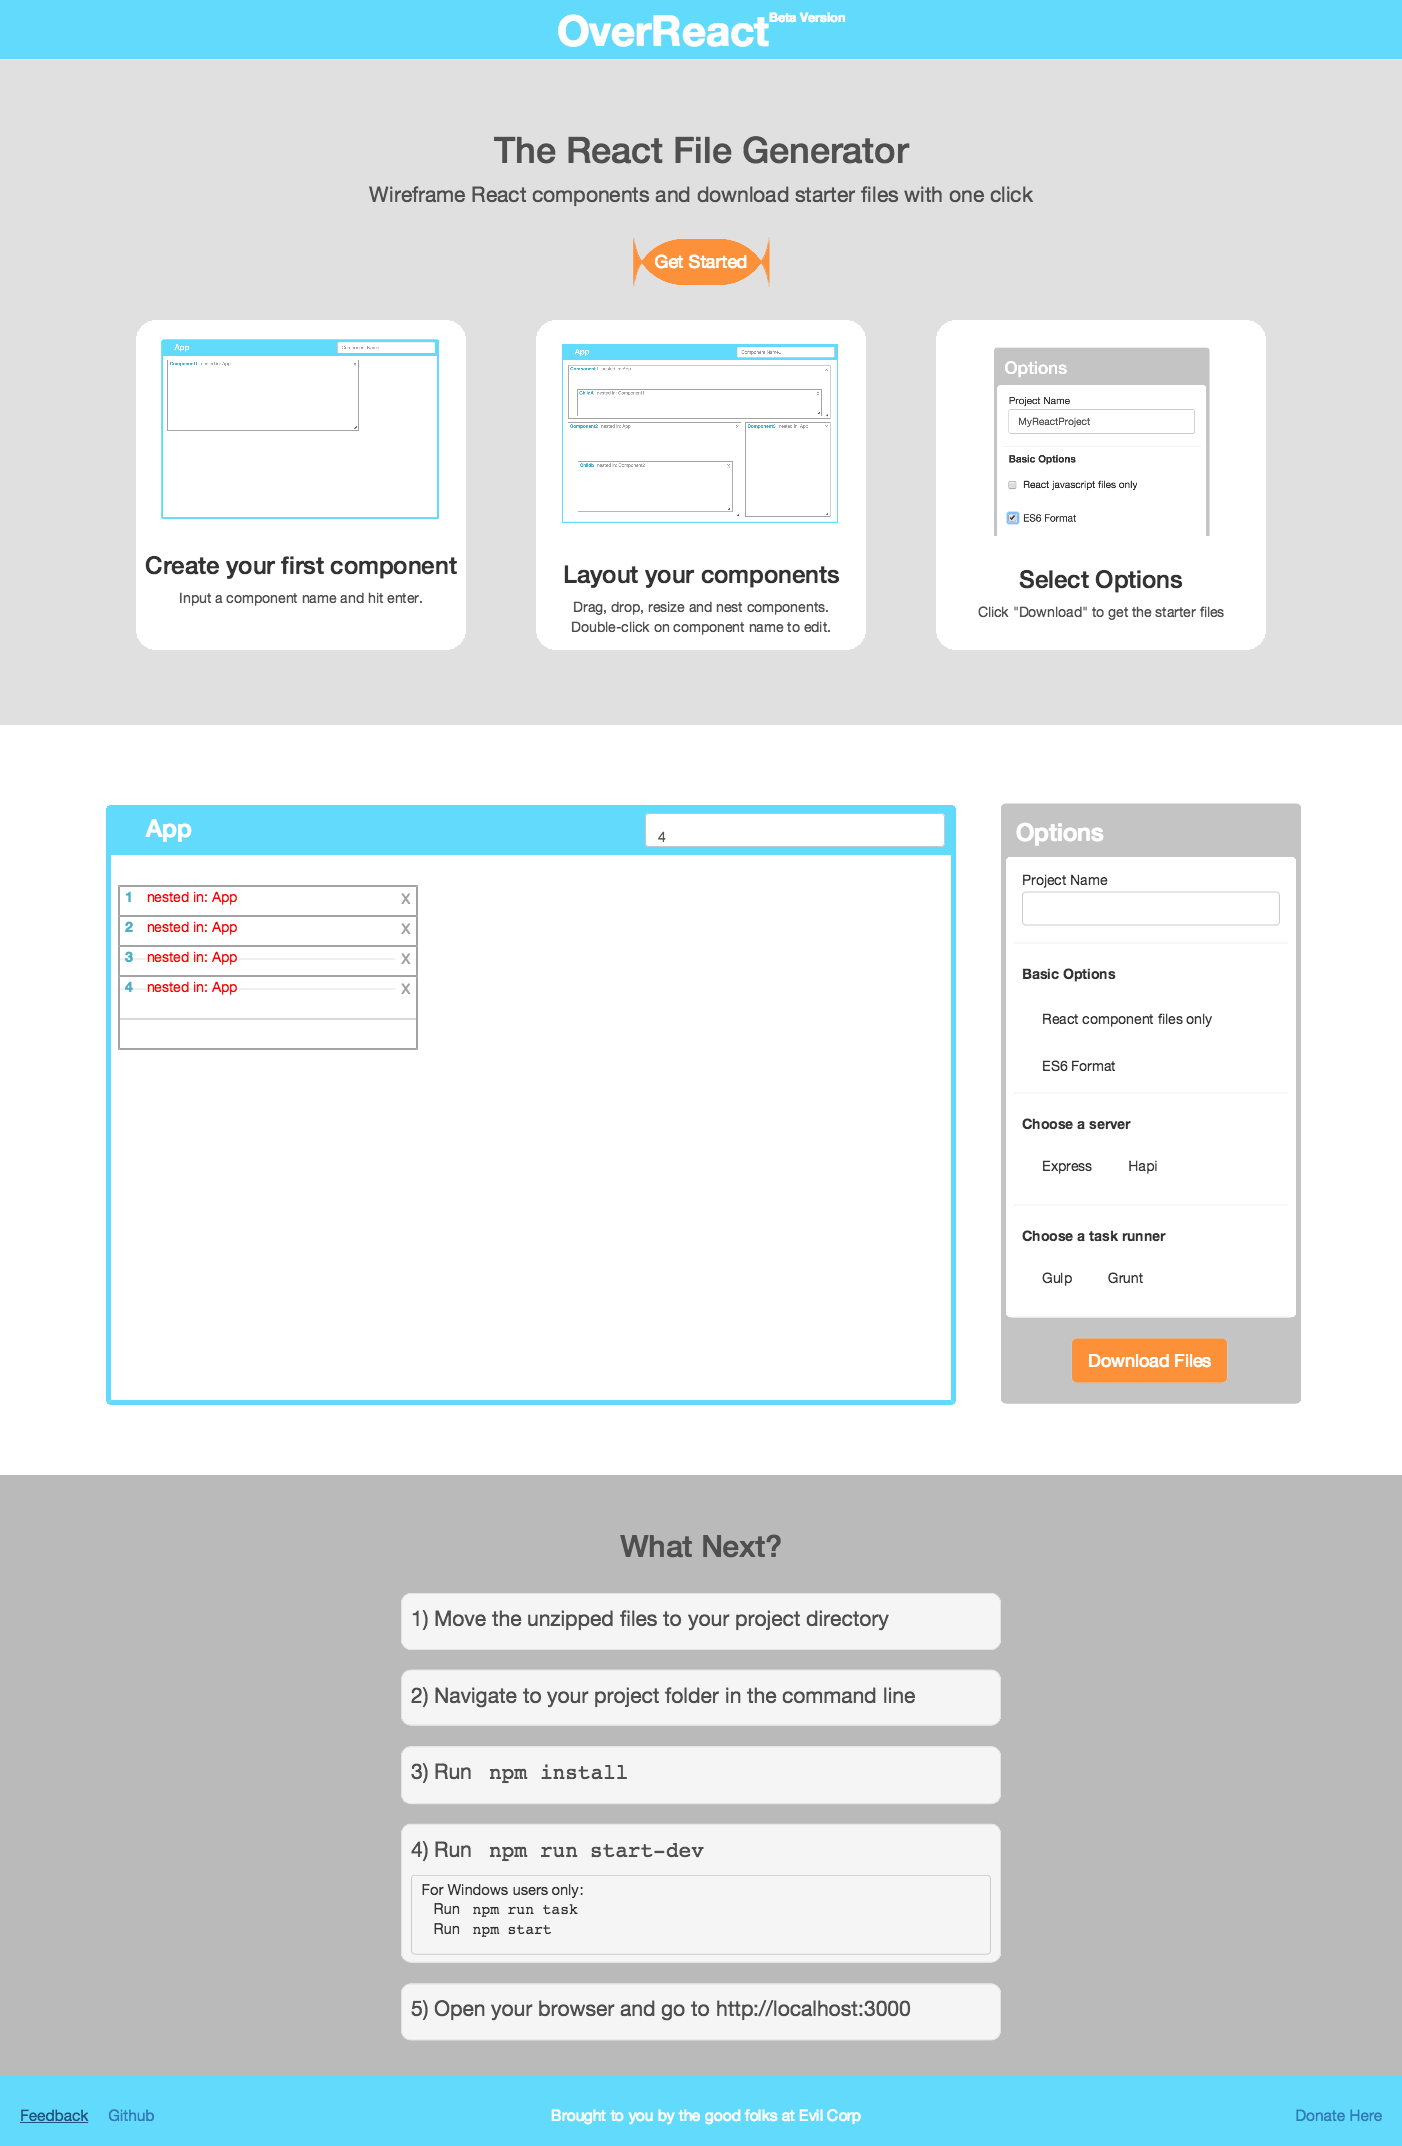 OverReact Beta Version
The React File Generator
Wireframe React components and download starter files with one click
Get Started
App
Component Name
Component1 nested in: App
x
Create your first component
Input a component name and hit enter.
App
Component Name..
Component1 nested in: App
x
ChildA nested in: Component1
x
Component2 nested in: App
x
Component3 nested in: App
x
ChildB nested in: Component2
x
Layout your components
Drag, drop, resize and nest components.
Double-click on component name to edit.
Options
Project Name
MyReactProject
Basic Options
React javascript files only
ES6 Format
Select Options
Click "Download" to get the starter files
App
4
1 nested in: App X
2 nested in: App X
3 nested in: App X
4 nested in: App X
Options
Project Name
Basic Options
React component files only
ES6 Format
Choose a server
Express Hapi
Choose a task runner
Gulp Grunt
Download Files
What Next?
1) Move the unzipped files to your project directory
2) Navigate to your project folder in the command line
3) Run npm install
4) Run npm run start-dev
For Windows users only:
Run npm run task
Run npm start
5) Open your browser and go to http://localhost:3000
Feedback Github Brought to you by the good folks at Evil Corp Donate Here